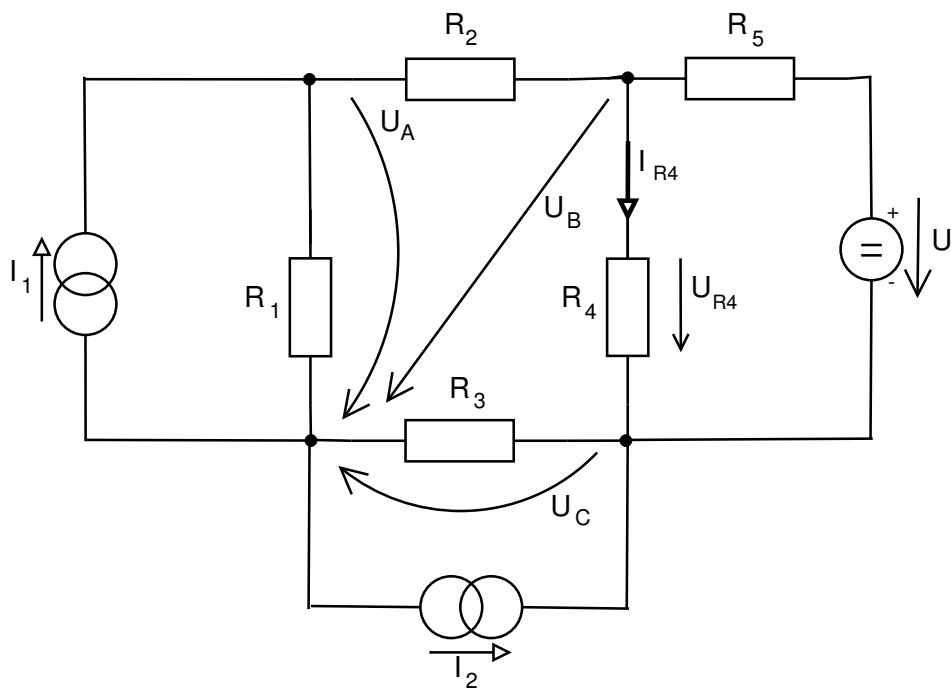 R2
R5
UA
IR4
UB
+
=
U
-
I1
R1
R4
UR4
R3
UC
I2